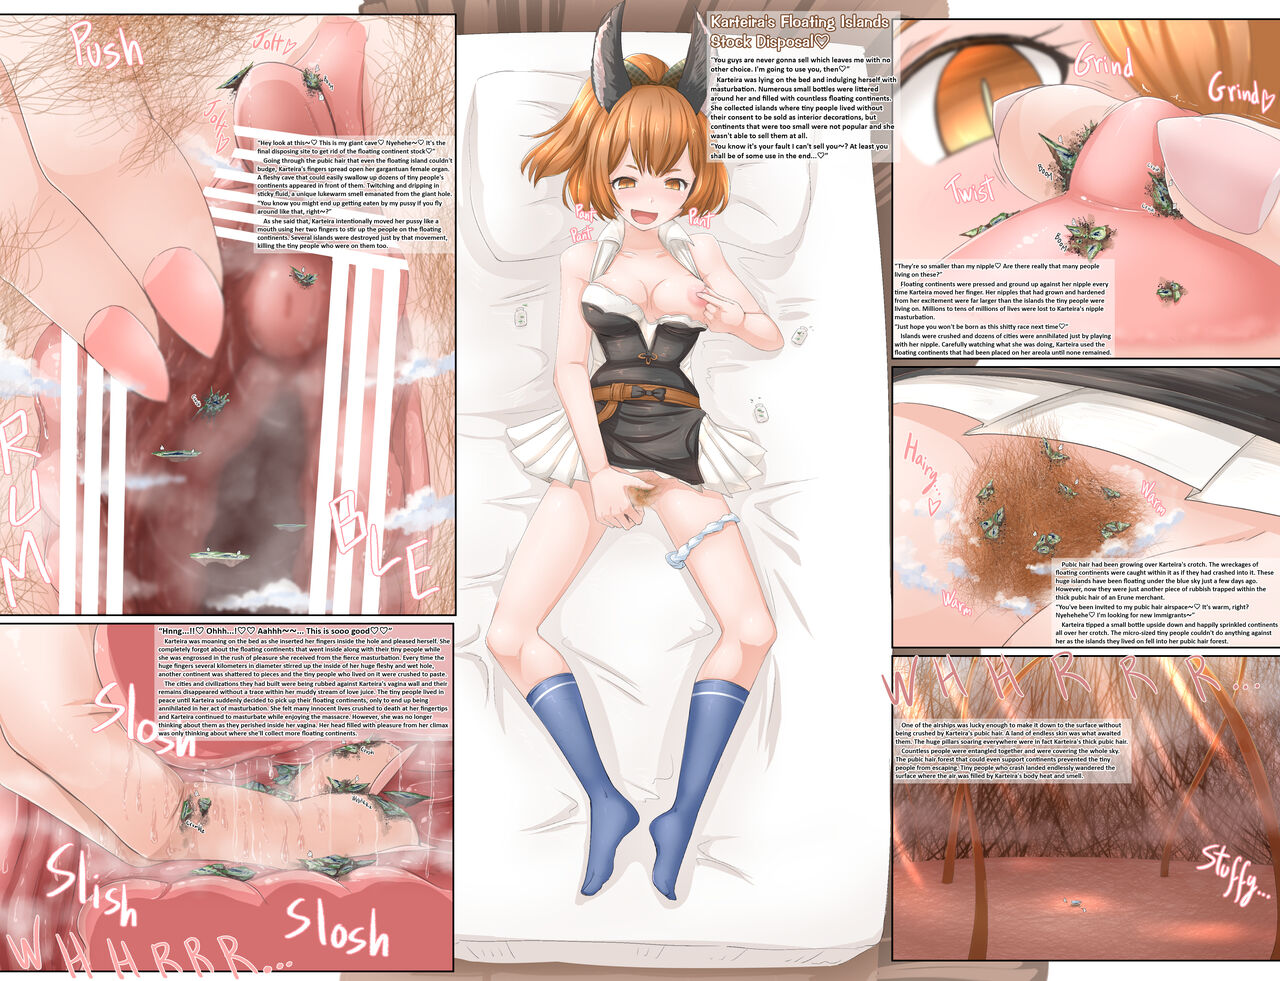 Karteira's Floating Islands
Stock Disposal♡
"You guys are never gonna sell which leaves me with no
other choice. I'm going to use you, then♡"
Karteira was lying on the bed and indulging herself with
masturbation. Numerous small bottles were littered
around her and filled with countless floating continents.
She collected islands where tiny people lived without
their consent to be sold as interior decorations, but
continents that were too small were not popular and she
wasn't able to sell them at all.
"You know it's your fault I can't sell you~? At least you
shall be of some use in the end...♡"
Pant
Pant
Pant
Grind
Grind♡
Twist
"They're so smaller than my nipple♡ Are there really that many people
living on these?"
Floating continents were pressed and ground up against her nipple every
time Karteira moved her finger. Her nipples that had grown and hardened
from her excitement were far larger than the islands the tiny people were
living on. Millions to tens of millions of lives were lost to Karteira's nipple
masturbation.
"Just hope you won't be born as this shitty race next time♡"
Islands were crushed and dozens of cities were annihilated just by playing
with her nipple. Carefully watching what she was doing, Karteira used the
floating continents that had been placed on her areola until none remained.
Hairy...
♡
Warm
Warm
Pubic hair had been growing over Karteira's crotch. The wreckages of
floating continents were caught within it as if they had crashed into it. These
huge islands have been floating under the blue sky just a few days ago.
However, now they were just another piece of rubbish trapped within the
thick pubic hair of an Erune merchant.
"You've been invited to my pubic hair airspace~♡ It's warm, right?
Nyehehehe♡ I'm looking for new immigrants~"
Karteira tipped a small bottle upside down and happily sprinkled continents
all over her crotch. The micro-sized tiny people couldn't do anything against
her as the islands they lived on fell into her pubic hair forest.
WHHRRRR...
One of the airships was lucky enough to make it down to the surface without
being crushed by Karteira's pubic hair. A land of endless skin was what awaited
them. The huge pillars soaring everywhere were in fact Karteira's thick pubic hair.
Countless people were entangled together and were covering the whole sky.
The pubic hair forest that could even support continents prevented the tiny
people from escaping. Tiny people who crash landed endlessly wandered the
surface where the air was filled by Karteira's body heat and smell.
Stuffy...
Push
Jolt♡
Jolt♡
"Hey look at this~♡ This is my giant cave♡ Nyehehe~♡ It's the
final disposing site to get rid of the floating continent stock♡"
Going through the pubic hair that even the floating island couldn't
budge, Karteira's fingers spread open her gargantuan female organ.
A fleshy cave that could easily swallow up dozens of tiny people's
continents appeared in front of them. Twitching and dripping in
sticky fluid, a unique lukewarm smell emanated from the giant hole.
"You know you might end up getting eaten by my pussy if you fly
around like that, right~?"
As she said that, Karteira intentionally moved her pussy like a
mouth using her two fingers to stir up the people on the floating
continents. Several islands were destroyed just by that movement,
killing the tiny people who were on them too.
RUM
BLE
"Hnng...!!♡ Ohhh...!♡♡ Aahhh~~... This is sooo good♡♡"
Karteira was moaning on the bed as she inserted her fingers inside the hole and pleased herself. She
completely forgot about the floating continents that went inside along with their tiny people while
she was engrossed in the rush of pleasure she received from the fierce masturbation. Every time the
huge fingers several kilometers in diameter stirred up the inside of her huge fleshy and wet hole,
another continent was shattered to pieces and the tiny people who lived on it were crushed to paste.
The cities and civilizations they had built were being rubbed against Karteira's vagina wall and their
remains disappeared without a trace within her muddy stream of love juice. The tiny people lived in
peace until Karteira suddenly decided to pick up their floating continents, only to end up being
annihilated in her act of masturbation. She felt many innocent lives crushed to death at her fingertips
and Karteira continued to masturbate while enjoying the massacre. However, she was no longer
thinking about them as they perished inside her vagina. Her head filled with pleasure from her climax
was only thinking about where she'll collect more floating continents.
Slosh
Slish
Slosh
WHHRRR...